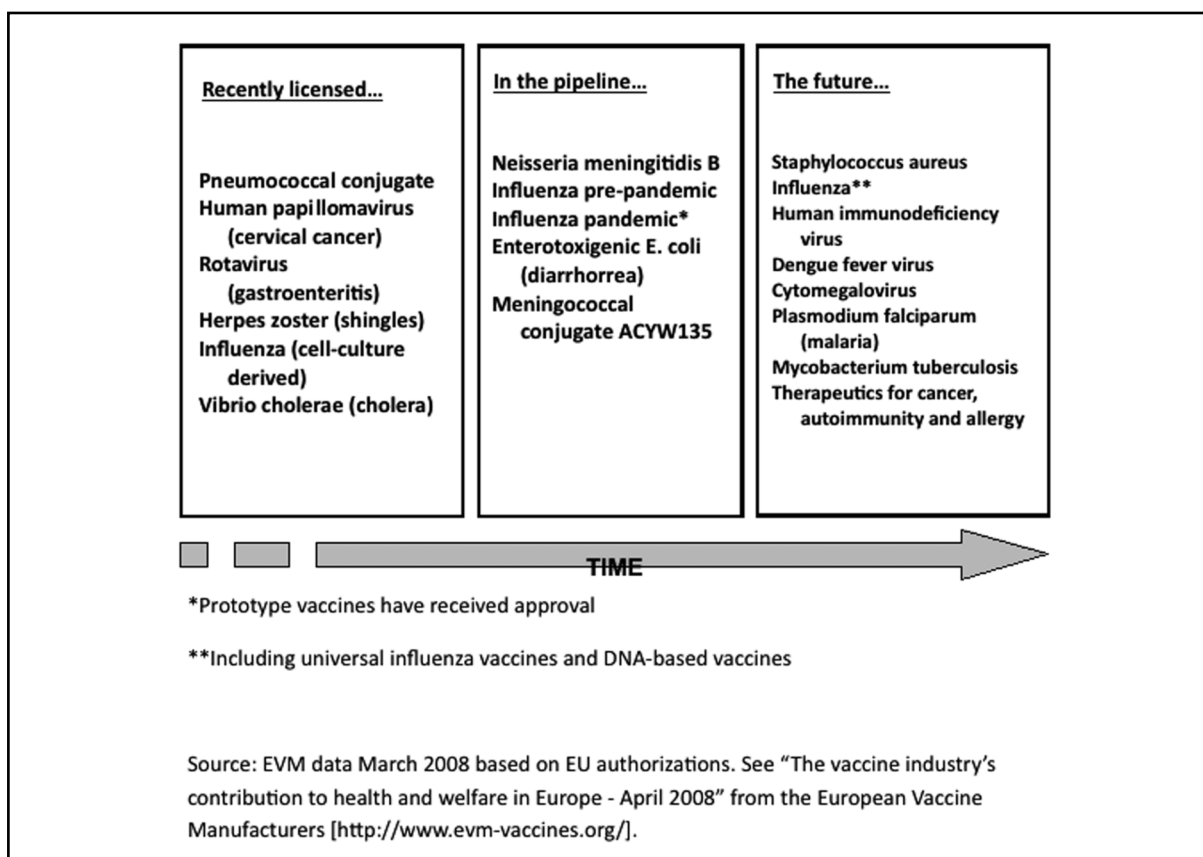 Recently licensed...
Pneumococcal conjugate
Human papillomavirus
(cervical cancer)
Rotavirus
(gastroenteritis)
Herpes zoster (shingles)
Influenza (cell-culture
derived)
Vibrio cholerae (cholera)
In the pipeline...
Neisseria meningitidis B
Influenza pre-pandemic
Influenza pandemic*
Enterotoxigenic E. coli
(diarrhorrea)
Meningococcal
conjugate ACYW135
The future...
Staphylococcus aureus
Influenza**
Human immunodeficiency
virus
Dengue fever virus
Cytomegalovirus
Plasmodium falciparum
(malaria)
Mycobacterium tuberculosis
Therapeutics for cancer,
autoimmunity and allergy
TIME
*Prototype vaccines have received approval
**Including universal influenza vaccines and DNA-based vaccines
Source: EVM data March 2008 based on EU authorizations. See “The vaccine industry’s
contribution to health and welfare in Europe - April 2008” from the European Vaccine
Manufacturers [http://www.evm-vaccines.org/].